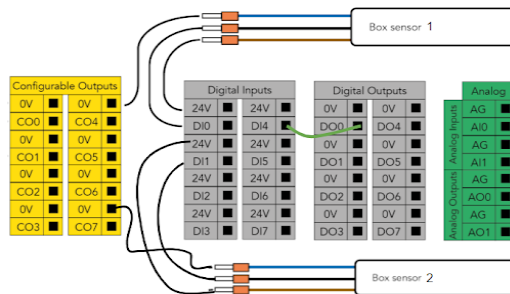 Box sensor 1
Configurable Outputs
0V 0V
CO0 CO4
0V 0V
CO1 CO5
0V 0V
CO2 CO6
0V 0V
CO3 CO7
Digital Inputs
24V 24V
DI0 DI4
24V 24V
DI1 DI5
24V 24V
DI2 DI6
24V 24V
DI3 DI7
Digital Outputs
0V 0V
DO0 DO4
0V 0V
DO1 DO5
0V 0V
DO2 DO6
0V 0V
DO3 DO7
Analog
Analog Inputs
AG
AI0
AG
AI1
Analog Outputs
AG
AO0
AG
AO1
Box sensor 2